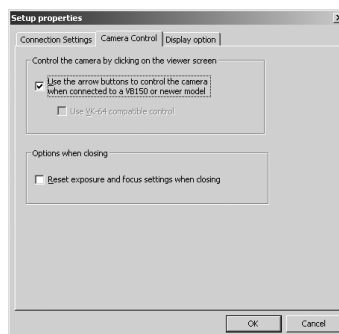 Setup properties
Connection Settings
Camera Control
Display option
Control the camera by clicking on the viewer screen
Use the arrow buttons to control the camera
when connected to a VB150 or newer model
Use VK-64 compatible control
Options when closing
Reset exposure and focus settings when closing
OK
Cancel